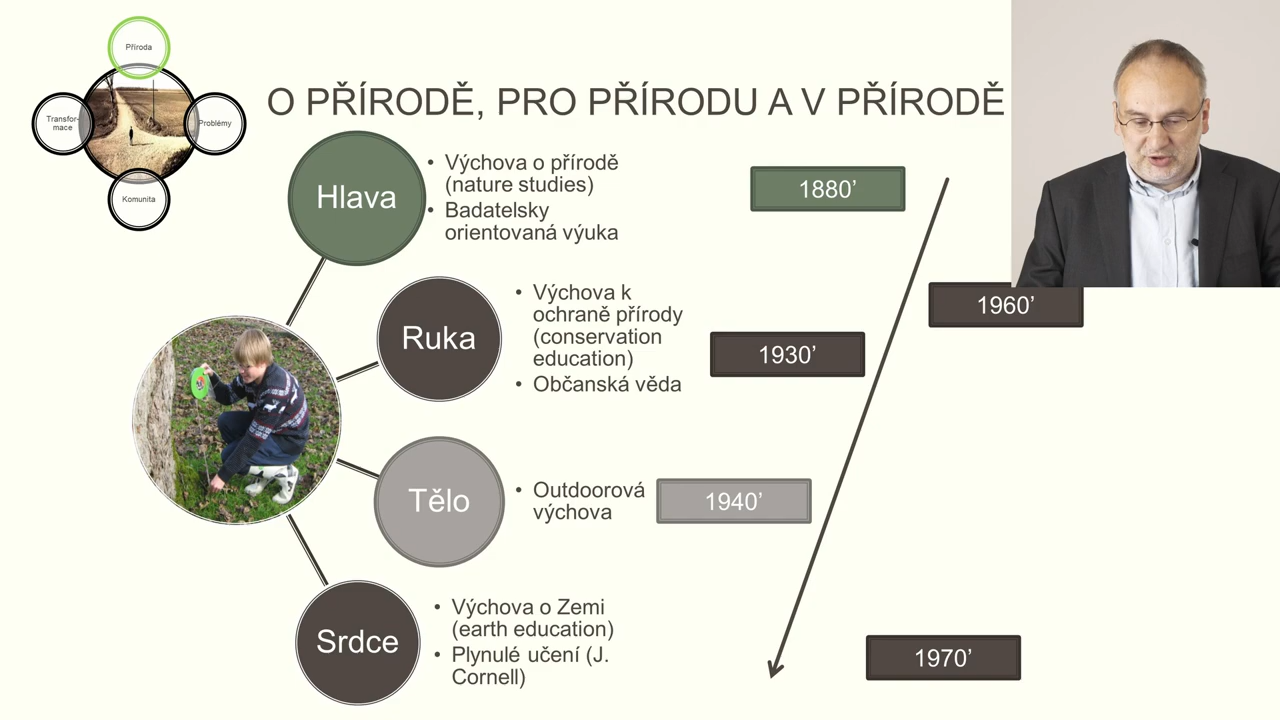 Příroda
Transfor-
mace
Problémy
Komunita
O PŘÍRODĚ, PRO PŘÍRODU A V PŘÍRODĚ
Hlava
• Výchova o přírodě
(nature studies)
• Badatelsky
orientovaná výuka
1880’
1960’
Ruka
• Výchova k
ochraně přírody
(conservation
education)
• Občanská věda
1930’
Tělo
• Outdoorová
výchova
1940’
Srdce
• Výchova o Zemi
(earth education)
• Plynulé učení (J.
Cornell)
1970’